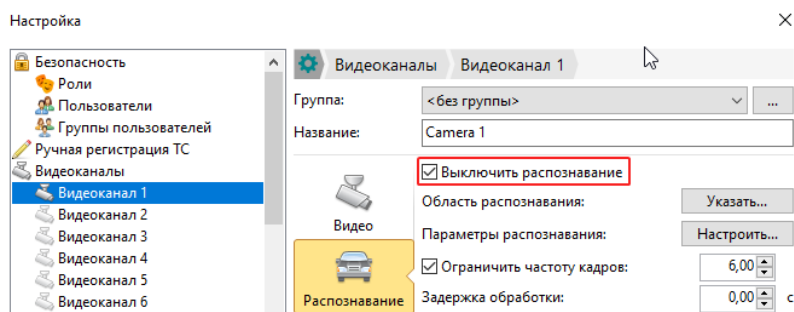 Настройка
Безопасность
Роли
Пользователи
Группы пользователей
Ручная регистрация ТС
Видеоканалы
Видеоканал 1
Видеоканал 2
Видеоканал 3
Видеоканал 4
Видеоканал 5
Видеоканал 6
Видеоканалы Видеоканал 1
Группа: <без группы> ...
Название: Camera 1
Видео
Распознавание
Выключить распознавание
Область распознавания: Указать...
Параметры распознавания: Настроить...
Ограничить частоту кадров: 6,00
Задержка обработки: 0,00 с